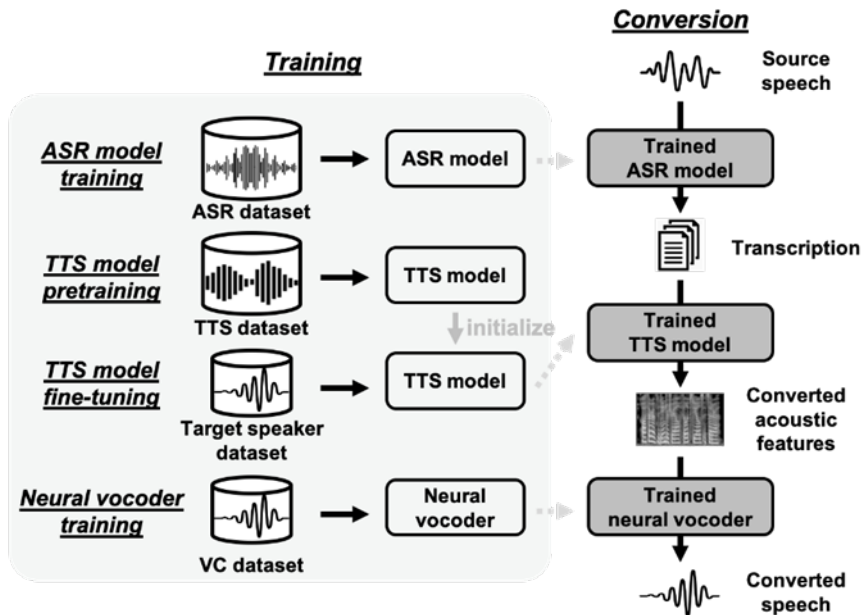 Training
ASR model
training
ASR dataset
ASR model
TTS model
pretraining
TTS dataset
TTS model
initialize
TTS model
fine-tuning
Target speaker
dataset
TTS model
Neural vocoder
training
VC dataset
Neural
vocoder
Conversion
Source
speech
Trained
ASR model
Transcription
Trained
TTS model
Converted
acoustic
features
Trained
neural vocoder
Converted
speech